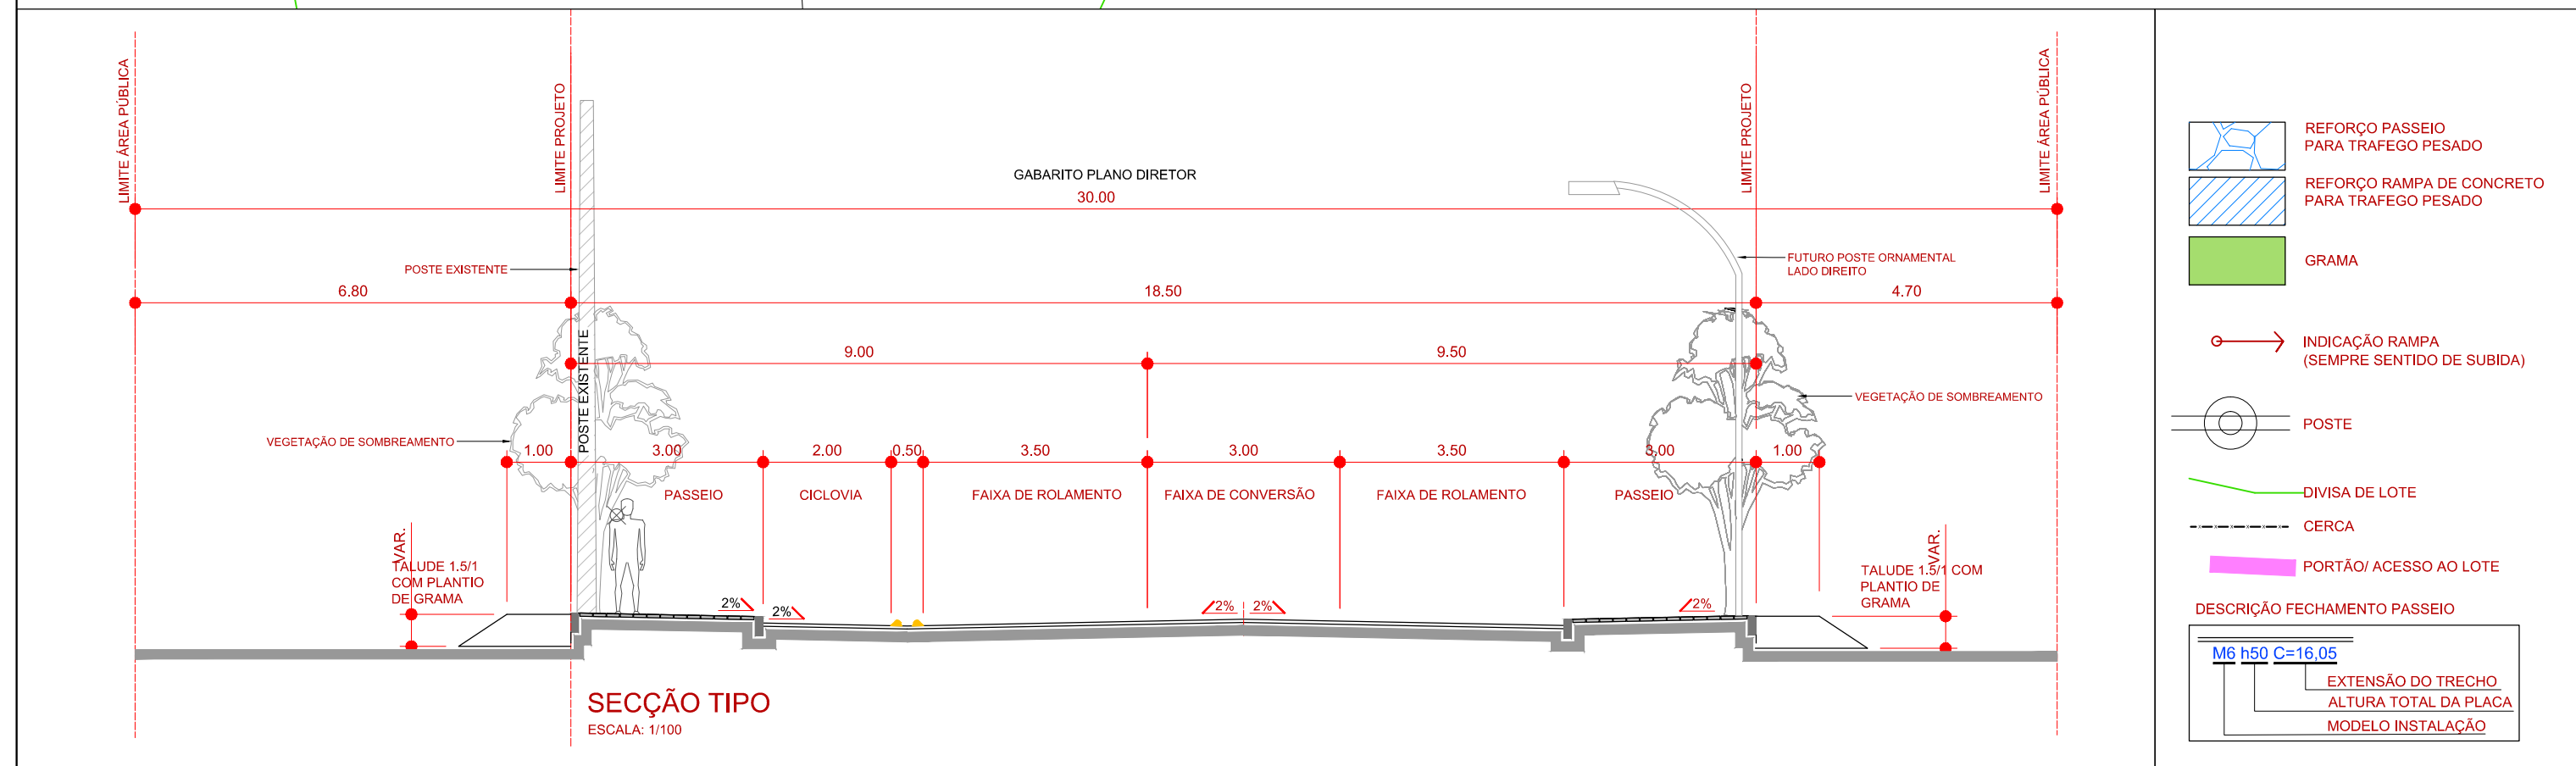 LIMITE ÁREA PÚBLICA
LIMITE PROJETO
LIMITE PROJETO
LIMITE ÁREA PÚBLICA
GABARITO PLANO DIRETOR
30.00
POSTE EXISTENTE
FUTURO POSTE ORNAMENTAL
LADO DIREITO
6.80
18.50
4.70
POSTE EXISTENTE
9.00
9.50
VEGETAÇÃO DE SOMBREAMENTO
VEGETAÇÃO DE SOMBREAMENTO
1.00
3.00
2.00
0.50
3.50
3.00
3.50
3.00
1.00
PASSEIO
CICLOVIA
FAIXA DE ROLAMENTO
FAIXA DE CONVERSÃO
FAIXA DE ROLAMENTO
PASSEIO
VAR.
TALUDE 1.5/1
COM PLANTIO
DE GRAMA
VAR.
TALUDE 1.5/1 COM
PLANTIO DE
GRAMA
2%
2%
2%
2%
2%
SECÇÃO TIPO
ESCALA: 1/100
REFORÇO PASSEIO
PARA TRAFEGO PESADO
REFORÇO RAMPA DE CONCRETO
PARA TRAFEGO PESADO
GRAMA
INDICAÇÃO RAMPA
(SEMPRE SENTIDO DE SUBIDA)
POSTE
DIVISA DE LOTE
CERCA
PORTÃO/ ACESSO AO LOTE
DESCRIÇÃO FECHAMENTO PASSEIO
M6 h50 C=16,05
EXTENSÃO DO TRECHO
ALTURA TOTAL DA PLACA
MODELO INSTALAÇÃO